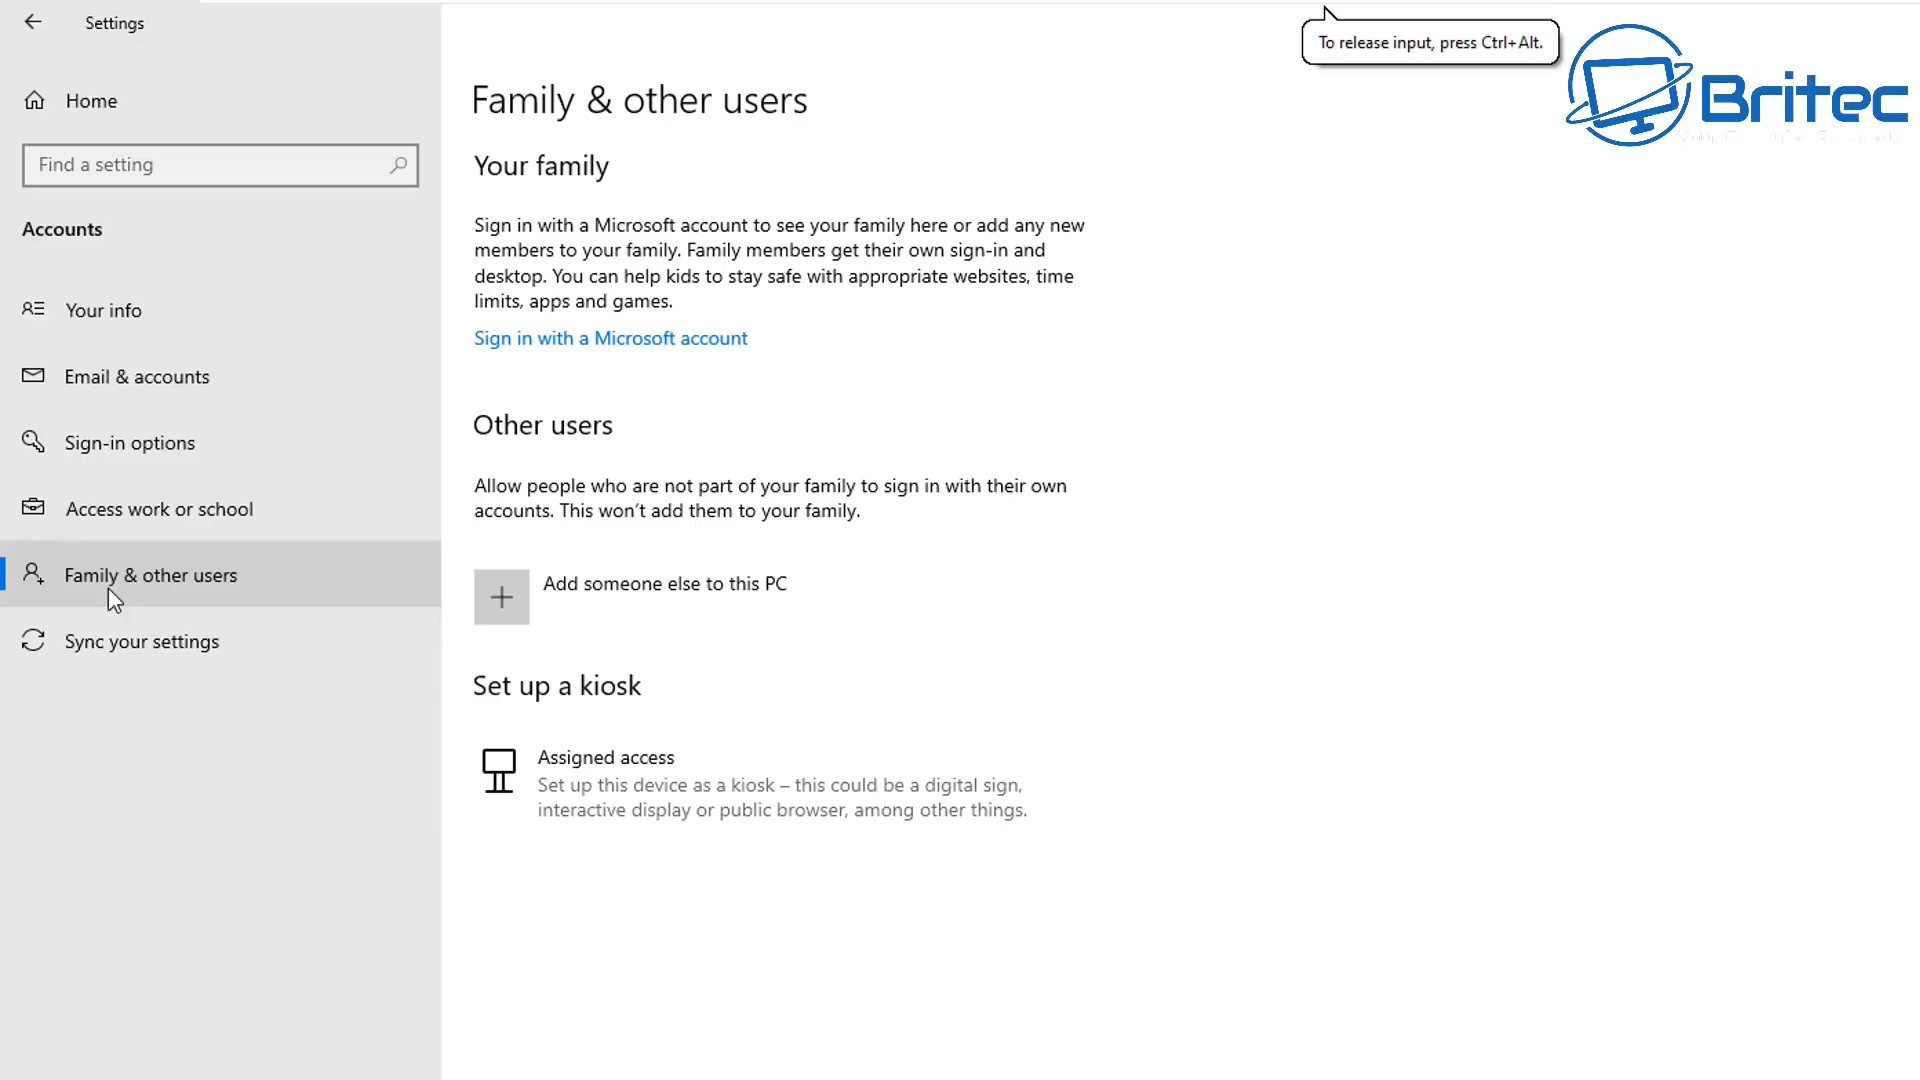 Settings
To release input, press Ctrl+Alt.
Britec
Home
Find a setting
Accounts
Your info
Email & accounts
Sign-in options
Access work or school
Family & other users
Sync your settings
Family & other users
Your family
Sign in with a Microsoft account to see your family here or add any new
members to your family. Family members get their own sign-in and
desktop. You can help kids to stay safe with appropriate websites, time
limits, apps and games.
Sign in with a Microsoft account
Other users
Allow people who are not part of your family to sign in with their own
accounts. This won't add them to your family.
Add someone else to this PC
Set up a kiosk
Assigned access
Set up this device as a kiosk – this could be a digital sign,
interactive display or public browser, among other things.